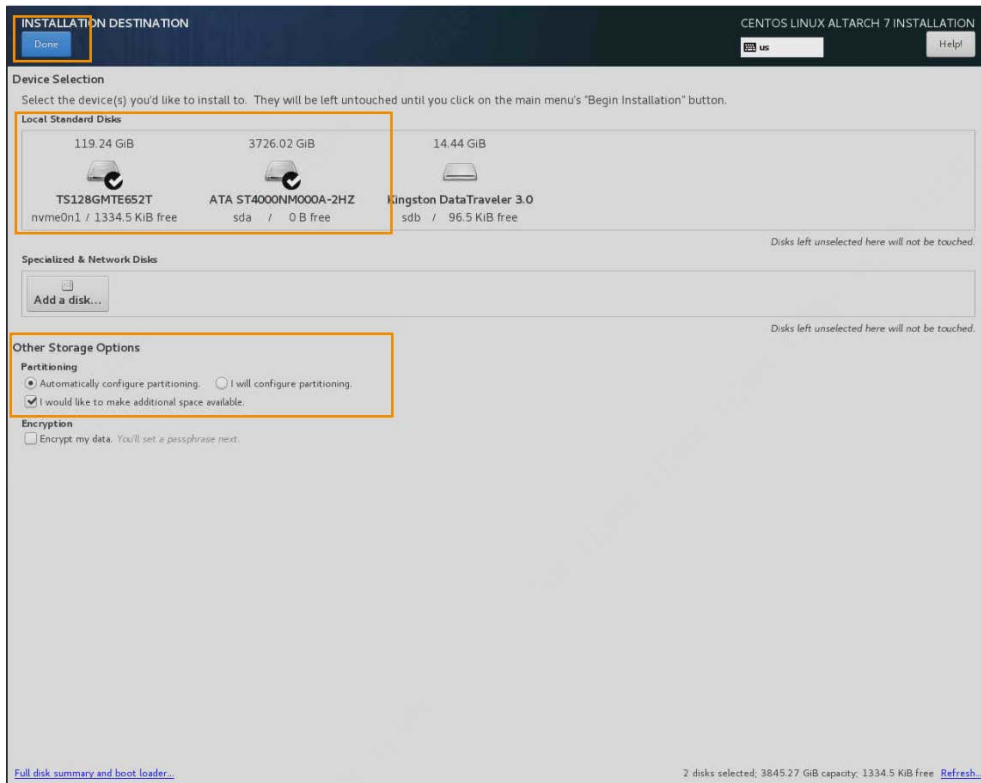 INSTALLATION DESTINATION
CENTOS LINUX ALTARCH 7 INSTALLATION
Done
us
Help!
Device Selection
Select the device(s) you'd like to install to. They will be left untouched until you click on the main menu's "Begin Installation" button.
Local Standard Disks
119.24 GiB
3726.02 GiB
14.44 GiB
TS128GMTE652T
ATA ST4000NM000A-2HZ
Kingston DataTraveler 3.0
nvme0n1 / 1334.5 KiB free
sda / 0 B free
sdb / 96.5 KiB free
Disks left unselected here will not be touched.
Specialized & Network Disks
Add a disk...
Disks left unselected here will not be touched.
Other Storage Options
Partitioning
Automatically configure partitioning.
I will configure partitioning.
I would like to make additional space available.
Encryption
Encrypt my data. You'll set a passphrase next.
Full disk summary and boot loader...
2 disks selected; 3845.27 GiB capacity; 1334.5 KiB free Refresh...